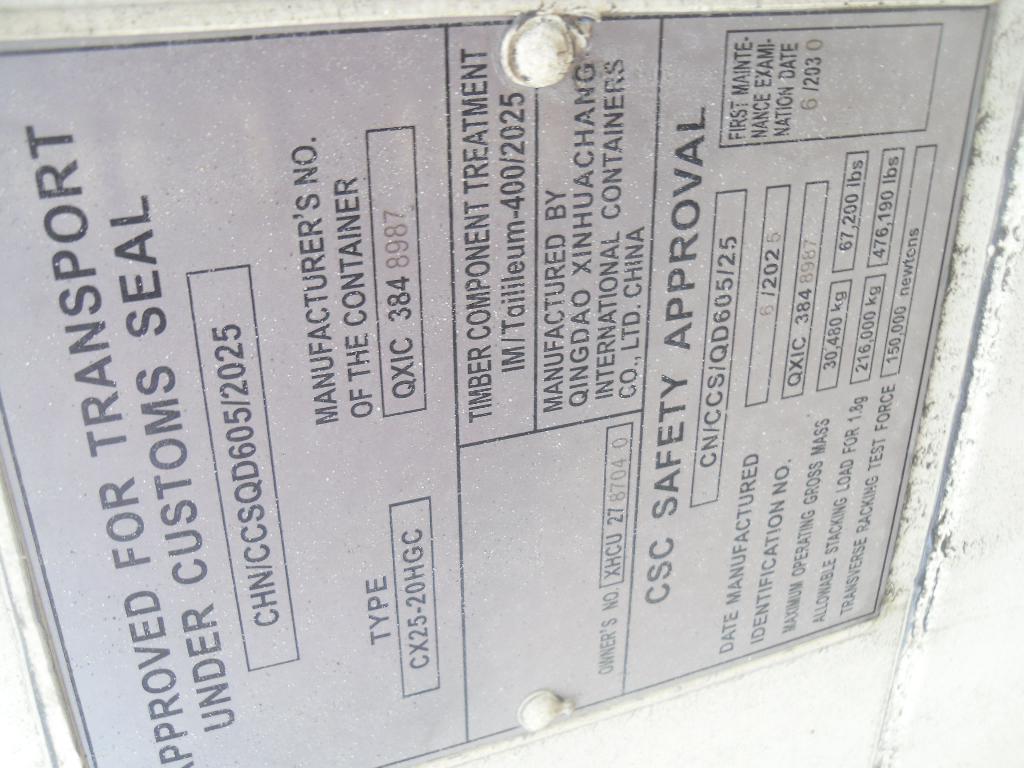 APPROVED FOR TRANSPORT
UNDER CUSTOMS SEAL
CHN/CCSQD605/2025
TYPE
CX25-20HGC
MANUFACTURER'S NO.
OF THE CONTAINER
QXIC 384 8987
TIMBER COMPONENT TREATMENT
IM/Tailileum-400/2025
MANUFACTURED BY
QINGDAO XINHUACHANG
INTERNATIONAL CONTAINERS
CO., LTD. CHINA
OWNER'S NO. XHCU 27 8704 0
CSC SAFETY APPROVAL
CN/CCS/QD605/25
DATE MANUFACTURED 6 /2025
IDENTIFICATION NO. QXIC 384 8987
MAXIMUM OPERATING GROSS MASS 30,480 kg 67,200 lbs
ALLOWABLE STACKING LOAD FOR 1.8g 216,000 kg 476,190 lbs
TRANSVERSE RACKING TEST FORCE 150,000 newtons
FIRST MAINTE-
NANCE EXAMI-
NATION DATE
6 /2030